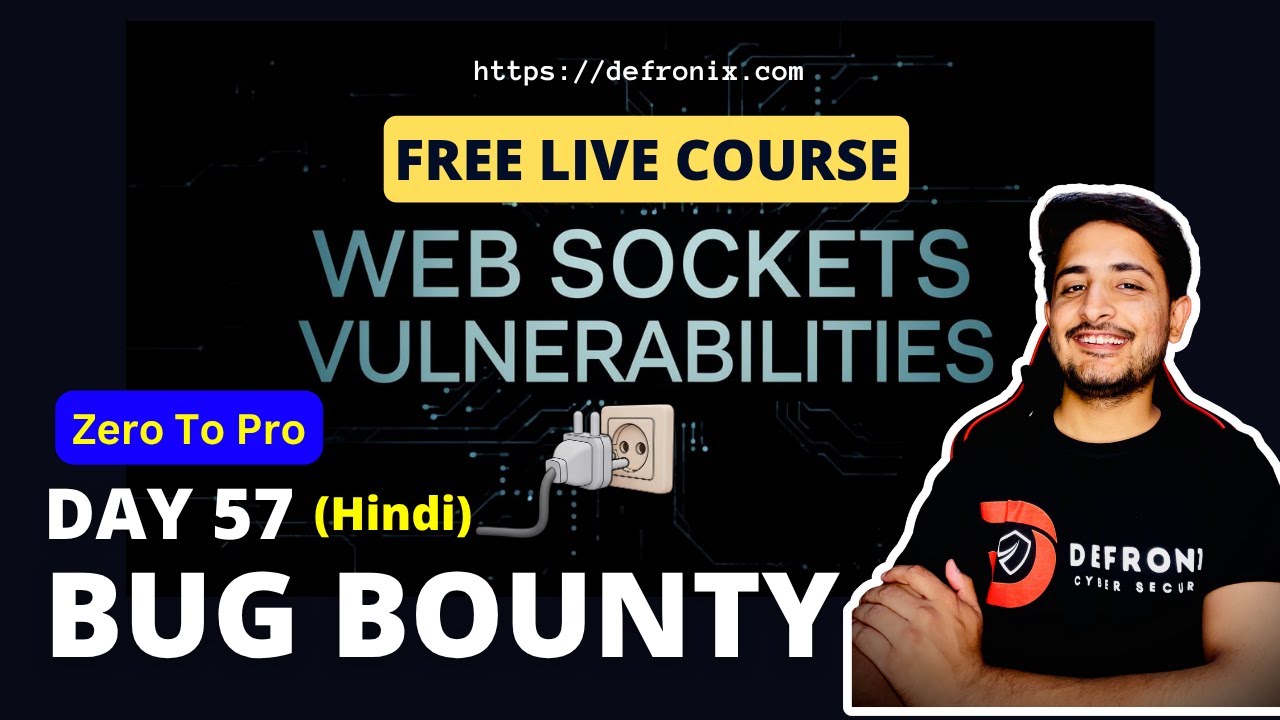 https://defronix.com
FREE LIVE COURSE
WEB SOCKETS
VULNERABILITIES
Zero To Pro
DAY 57 (Hindi)
BUG BOUNTY
DEFRONI
CYBER SECUR